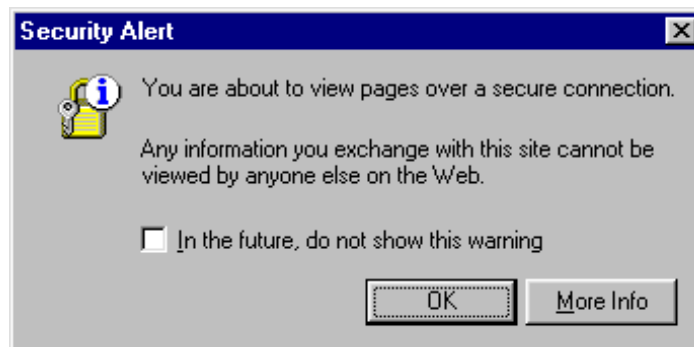 Security Alert
You are about to view pages over a secure connection.
Any information you exchange with this site cannot be
viewed by anyone else on the Web.
In the future, do not show this warning
OK More Info